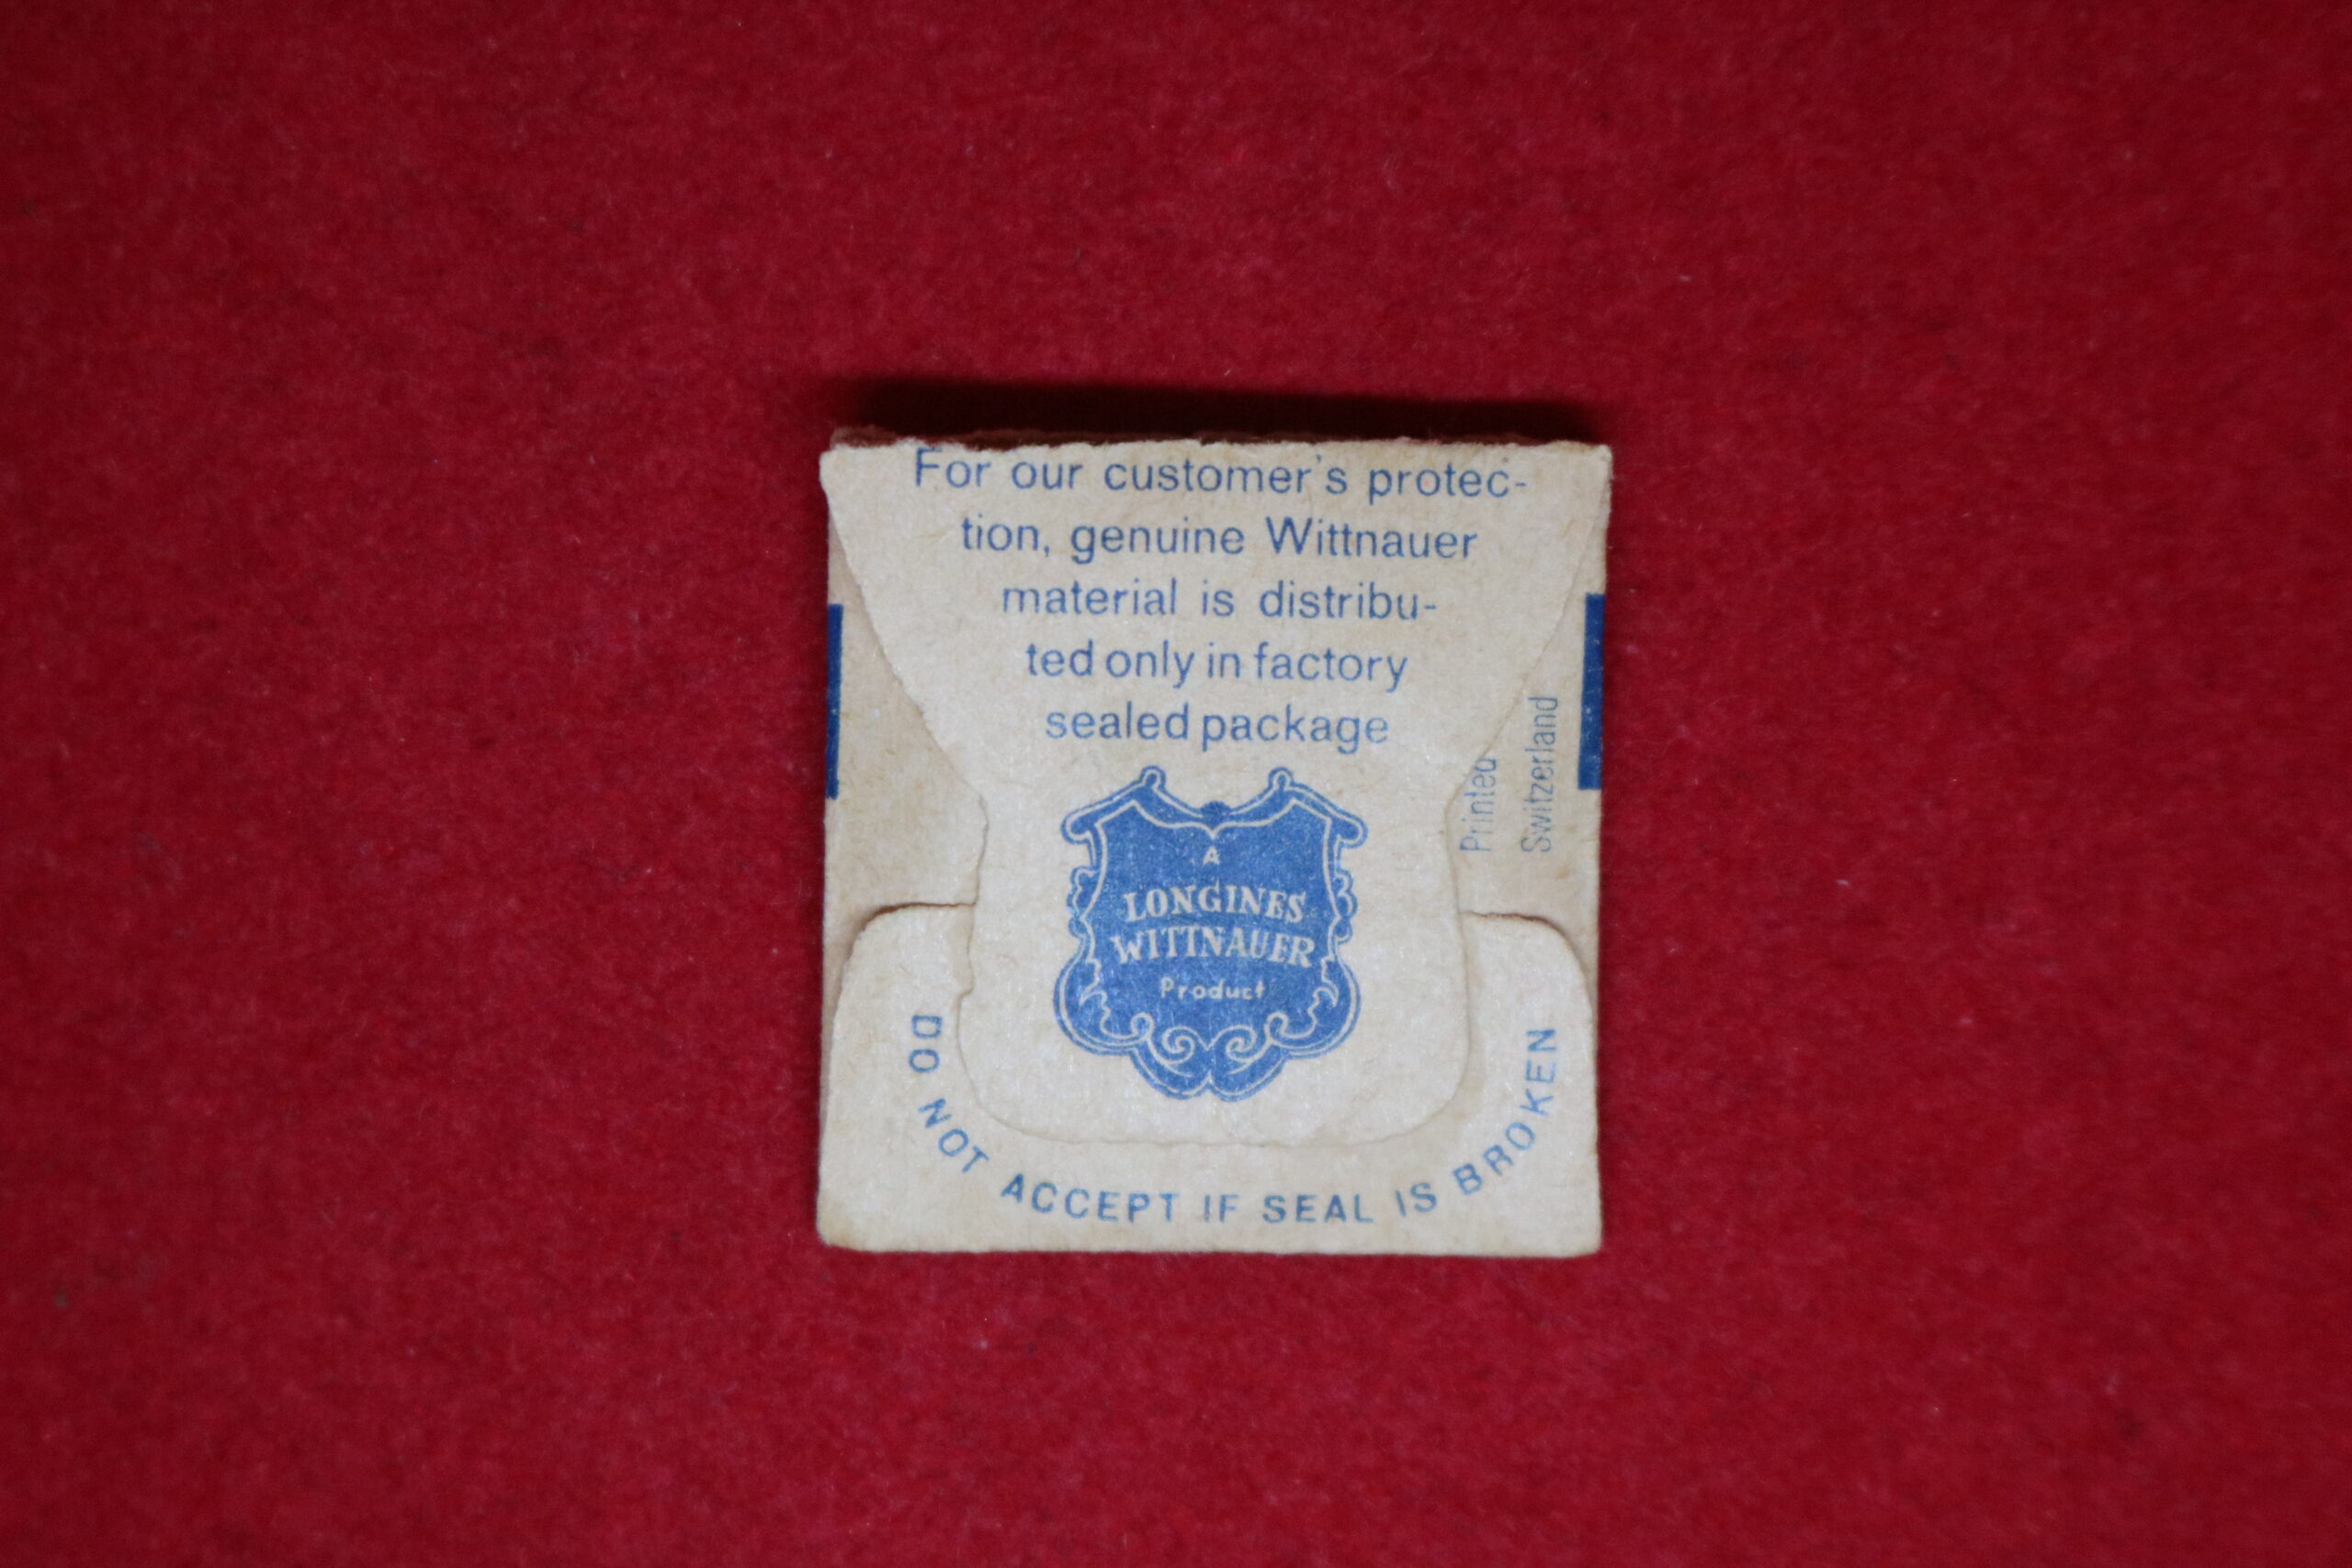 For our customer's protec-
tion, genuine Wittnauer
material is distribu-
ted only in factory
sealed package
A
LONGINES
WITTNAUER
Product
DO NOT ACCEPT IF SEAL IS BROKEN
Printed
Switzerland